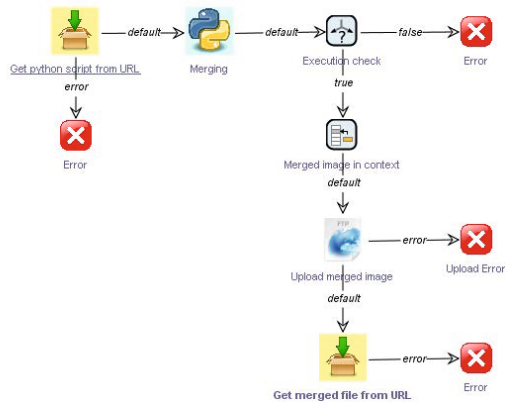 default
default
false
Get python script from URL
Merging
Execution check
Error
error
true
Error
Merged image in context
default
FTP
error
Upload merged image
Upload Error
default
error
Get merged file from URL
Error